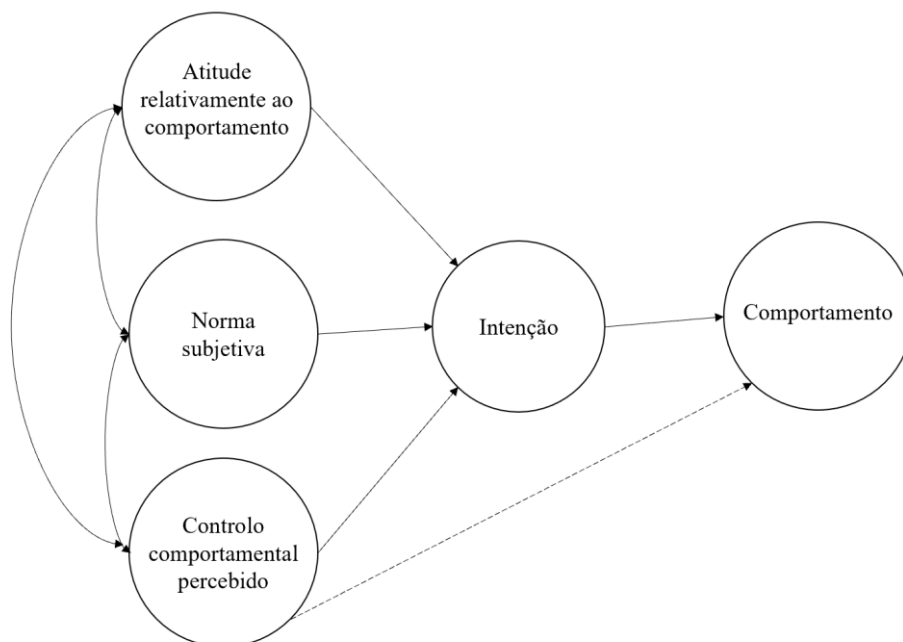 Atitude
relativamente ao
comportamento
Norma
subjetiva
Controlo
comportamental
percebido
Intenção
Comportamento